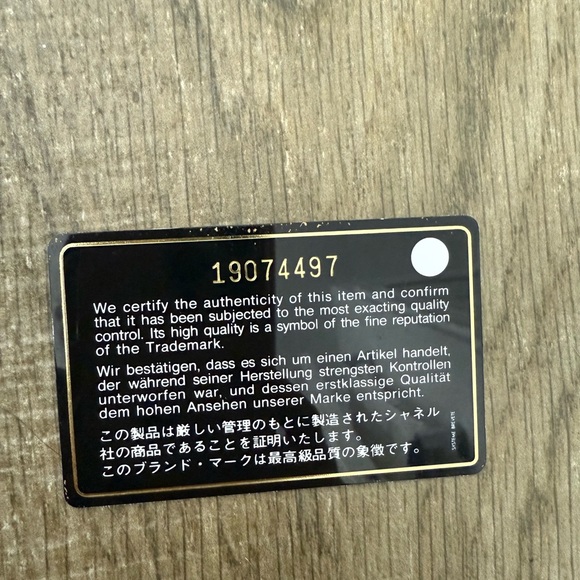 19074497
We certify the authenticity of this item and confirm
that it has been subjected to the most exacting quality
control. Its high quality is a symbol of the fine reputation
of the Trademark.
Wir bestätigen, dass es sich um einen Artikel handelt,
der während seiner Herstellung strengsten Kontrollen
unterworfen war, und dessen erstklassige Qualität
dem hohen Ansehen unserer Marke entspricht.
この製品は厳しい管理のもとに製造されたシャネル
社の商品であることを証明いたします。
このブランド・マークは最高級品質の象徴です。